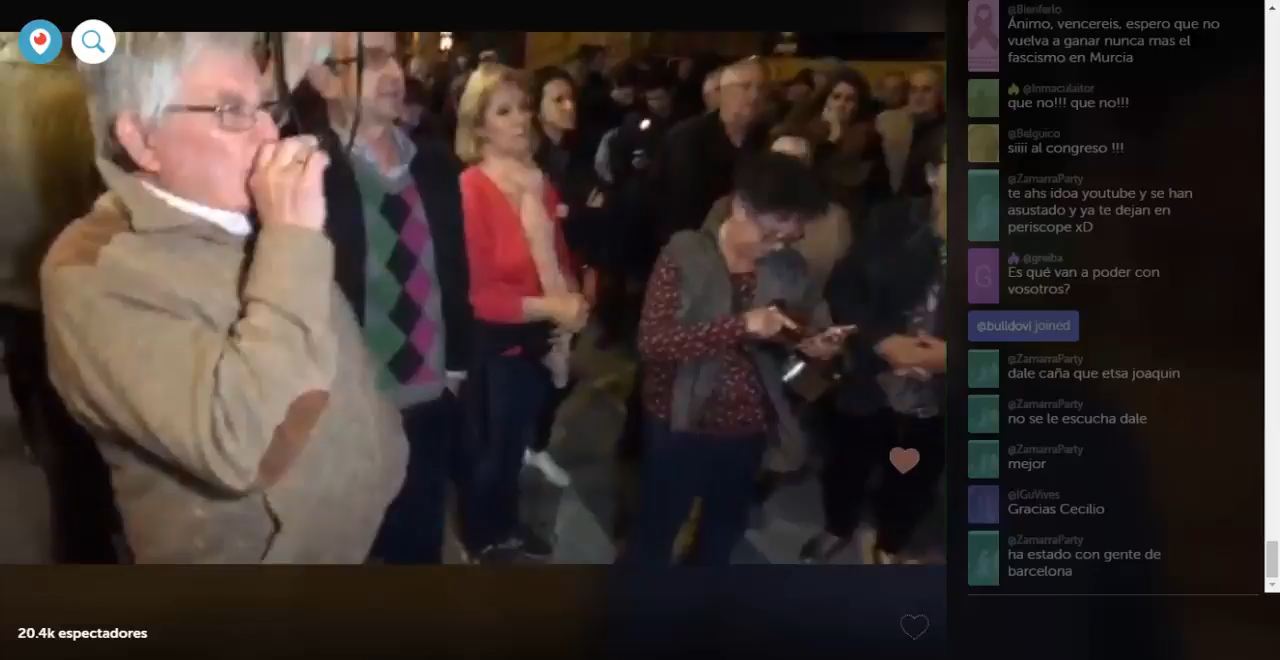 @Bienferlo
Ánimo, vencereis, espero que no
vuelva a ganar nunca mas el
fascismo en Murcia
@Inmaculaitor
que no!!! que no!!!
@Belguico
siiii al congreso !!!
@ZamarraParty
te ahs idoa youtube y se han
asustado y ya te dejan en
periscope xD
G
@greiba
Es qué van a poder con
vosotros?
@bulldovi joined
@ZamarraParty
dale caña que etsa joaquin
@ZamarraParty
no se le escucha dale
@ZamarraParty
mejor
@IGuVives
Gracias Cecilio
@ZamarraParty
ha estado con gente de
barcelona
20.4k espectadores